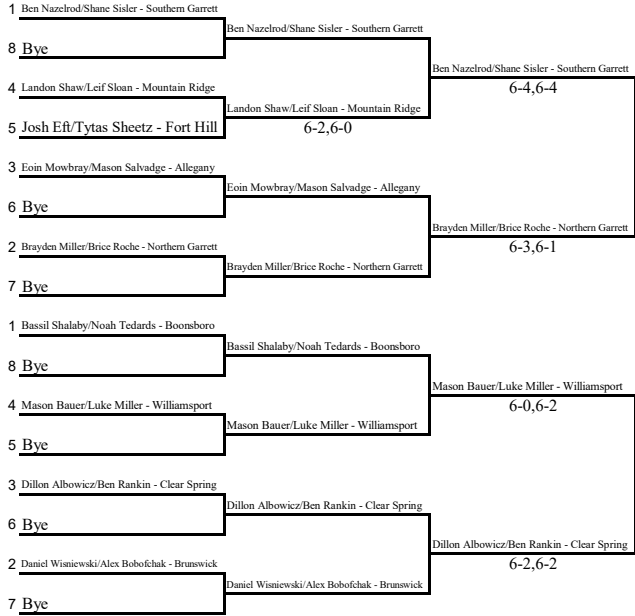 1 Ben Nazelrod/Shane Sisler - Southern Garrett
Ben Nazelrod/Shane Sisler - Southern Garrett
8 Bye
Ben Nazelrod/Shane Sisler - Southern Garrett
6-4,6-4
4 Landon Shaw/Leif Sloan - Mountain Ridge
Landon Shaw/Leif Sloan - Mountain Ridge
6-2,6-0
5 Josh Eft/Tytas Sheetz - Fort Hill
3 Eoin Mowbray/Mason Salvadge - Allegany
Eoin Mowbray/Mason Salvadge - Allegany
6 Bye
Brayden Miller/Brice Roche - Northern Garrett
6-3,6-1
2 Brayden Miller/Brice Roche - Northern Garrett
Brayden Miller/Brice Roche - Northern Garrett
7 Bye
1 Bassil Shalaby/Noah Tedards - Boonsboro
Bassil Shalaby/Noah Tedards - Boonsboro
8 Bye
Mason Bauer/Luke Miller - Williamsport
6-0,6-2
4 Mason Bauer/Luke Miller - Williamsport
Mason Bauer/Luke Miller - Williamsport
5 Bye
3 Dillon Albowicz/Ben Rankin - Clear Spring
Dillon Albowicz/Ben Rankin - Clear Spring
6 Bye
Dillon Albowicz/Ben Rankin - Clear Spring
6-2,6-2
2 Daniel Wisniewski/Alex Bobofchak - Brunswick
Daniel Wisniewski/Alex Bobofchak - Brunswick
7 Bye